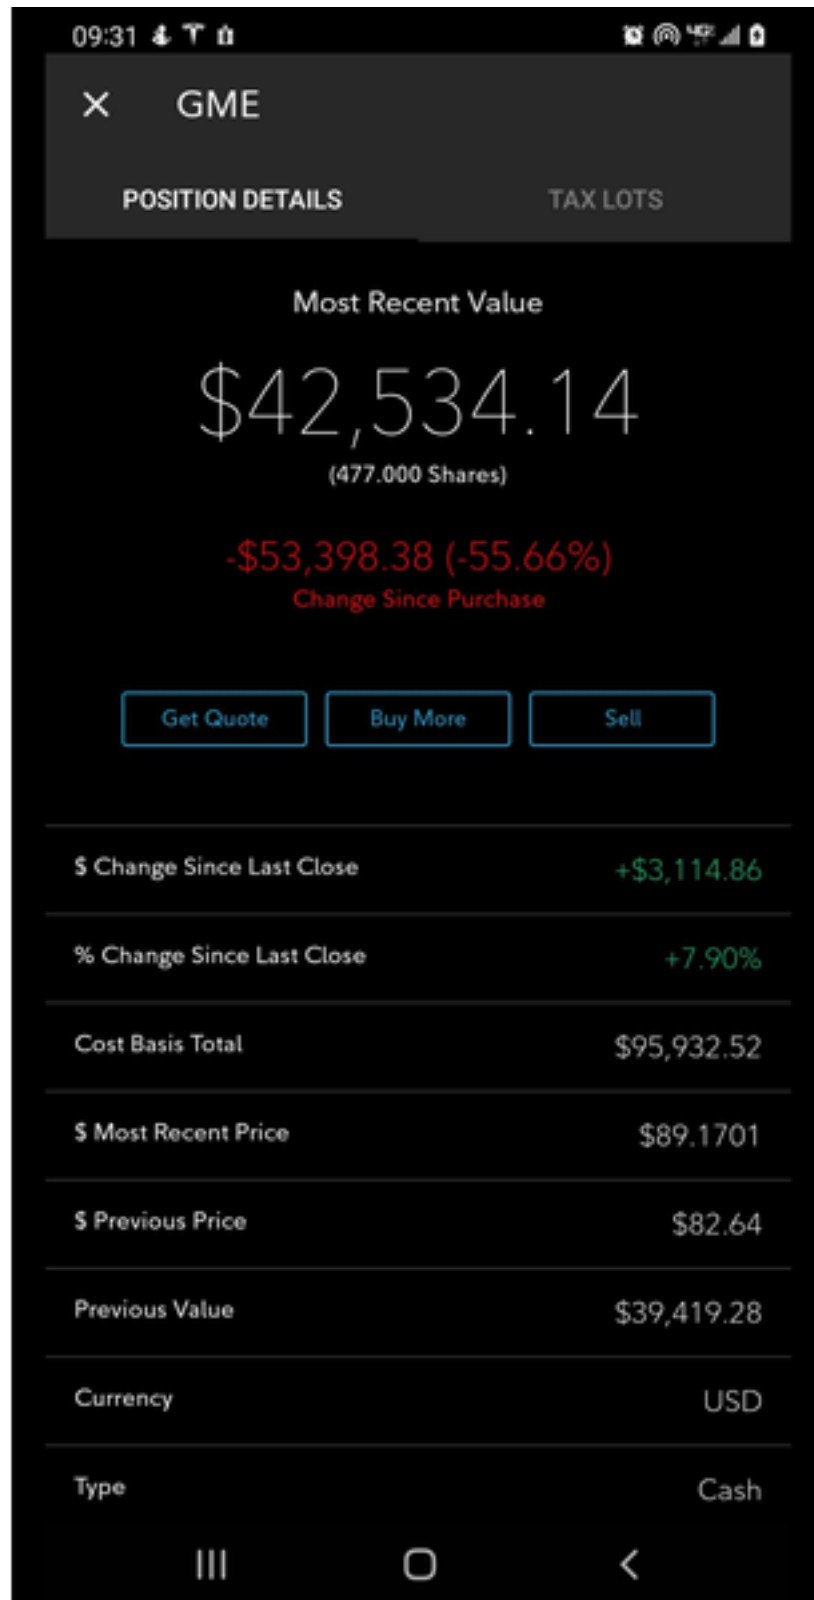 09:31
GME
POSITION DETAILS TAX LOTS
Most Recent Value
$42,534.14
(477.000 Shares)
-$53,398.38 (-55.66%)
Change Since Purchase
Get Quote Buy More Sell
$ Change Since Last Close +$3,114.86
% Change Since Last Close +7.90%
Cost Basis Total $95,932.52
$ Most Recent Price $89.1701
$ Previous Price $82.64
Previous Value $39,419.28
Currency USD
Type Cash